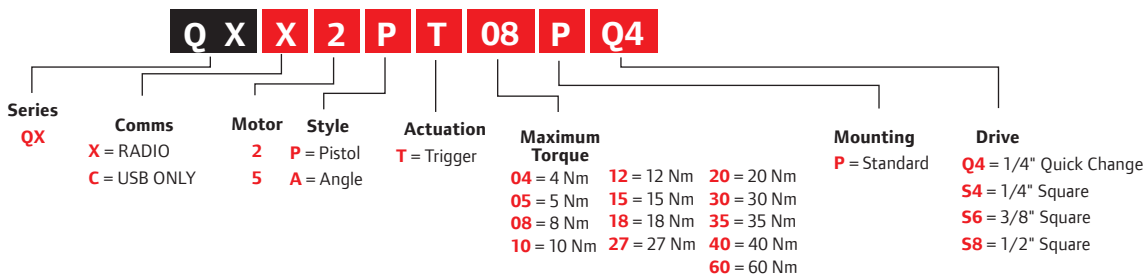 Q X X 2 P T 08 P Q4
Series
QX
Comms
X = RADIO
C = USB ONLY
Motor
2
5
Style
P = Pistol
A = Angle
Actuation
T = Trigger
Maximum
Torque
04 = 4 Nm
05 = 5 Nm
08 = 8 Nm
10 = 10 Nm
12 = 12 Nm
15 = 15 Nm
18 = 18 Nm
27 = 27 Nm
20 = 20 Nm
30 = 30 Nm
35 = 35 Nm
40 = 40 Nm
60 = 60 Nm
Mounting
P = Standard
Drive
Q4 = 1/4" Quick Change
S4 = 1/4" Square
S6 = 3/8" Square
S8 = 1/2" Square